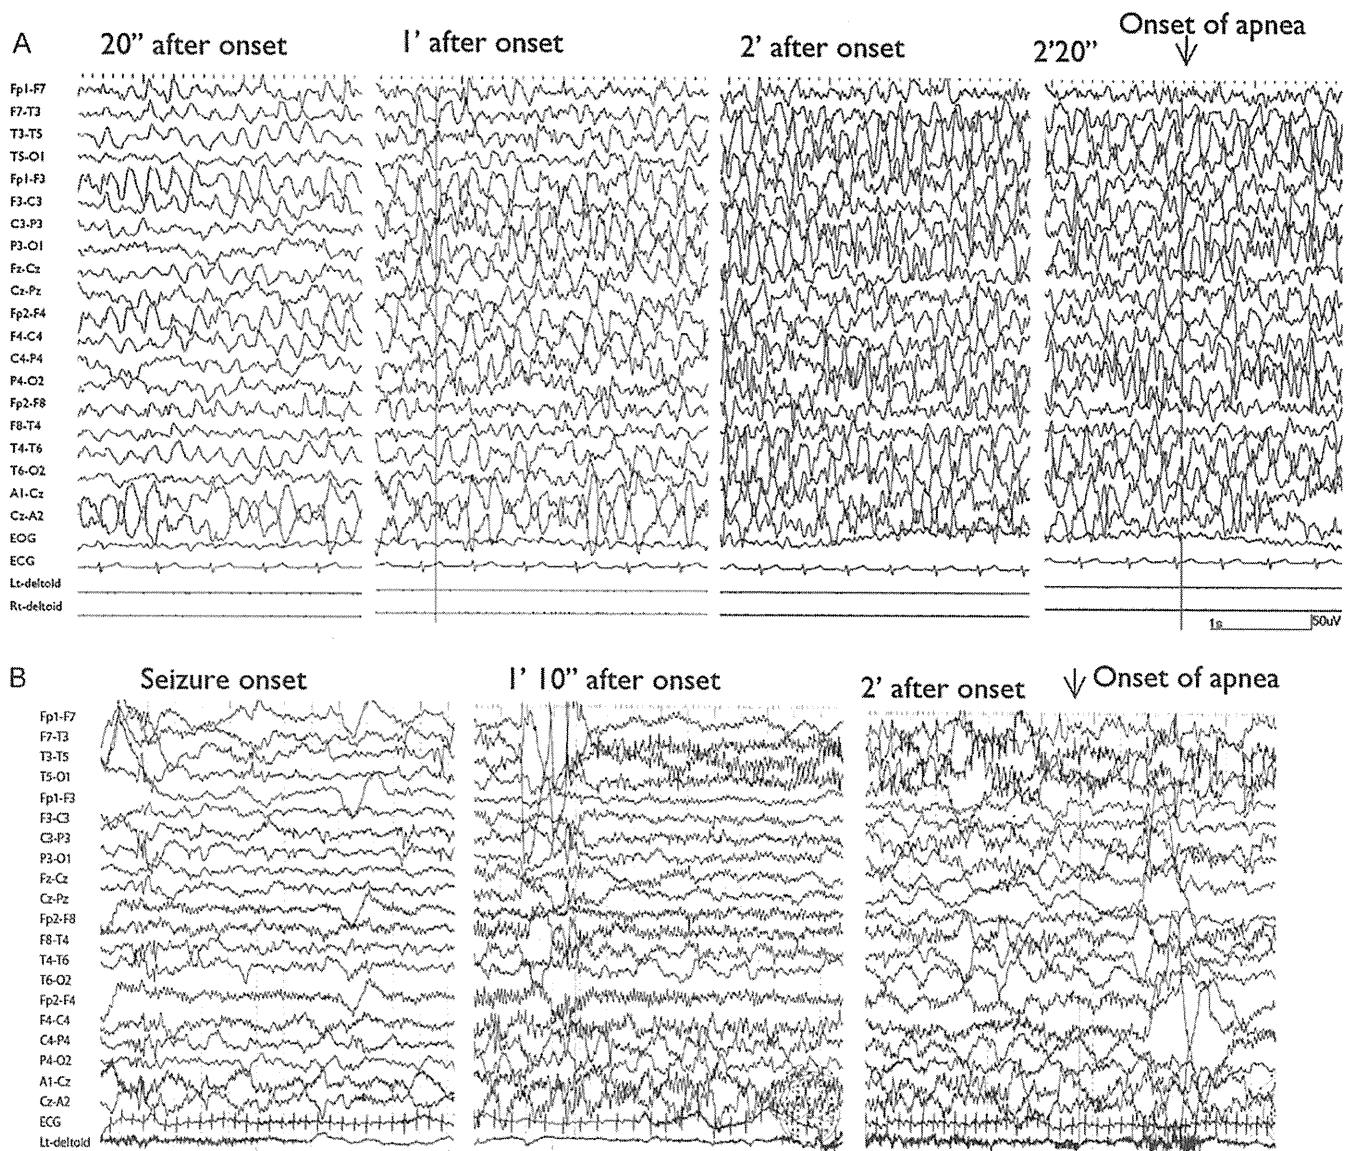 A
20" after onset
1' after onset
2' after onset
2'20"
Onset of apnea
Fp1-F7
F7-T3
T3-T5
T5-O1
Fp1-F3
F3-C3
C3-P3
P3-O1
Fz-Cz
Cz-Pz
Fp2-F4
F4-C4
C4-P4
P4-O2
Fp2-F8
F8-T4
T4-T6
T6-O2
A1-Cz
Cz-A2
EOG
ECG
Lt-deltoid
Rt-deltoid
1s
50uV
B
Seizure onset
1' 10" after onset
2' after onset
Onset of apnea
Fp1-F7
F7-T3
T3-T5
T5-O1
Fp1-F3
F3-C3
C3-P3
P3-O1
Fz-Cz
Cz-Pz
Fp2-F8
F8-T4
T4-T6
T6-O2
Fp2-F4
F4-C4
C4-P4
P4-O2
A1-Cz
Cz-A2
ECG
Lt-deltoid